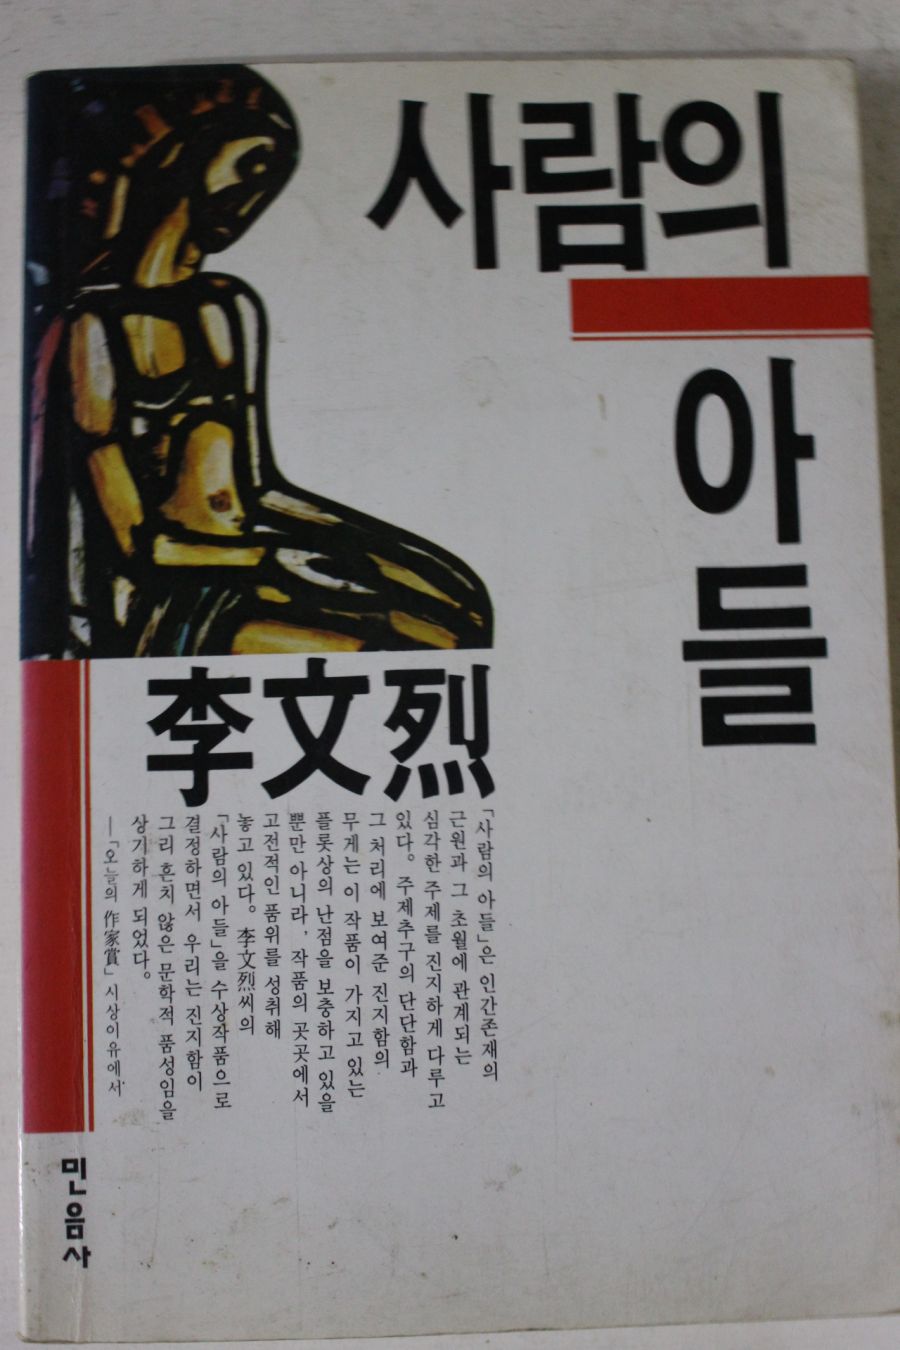 사람의
아들
李文烈
「사람의 아들」은 인간존재의
근원과 그 초월에 관계되는
심각한 주제를 진지하게 다루고
있다。 주제추구의 단단함과
그 처리에 보여준 진지함의
무게는 이 작품이 가지고 있는
플롯상의 난점을 보충하고 있을
뿐만 아니라, 작품의 곳곳에서
고전적인 품위를 성취해
놓고 있다。 李文烈씨의
「사람의 아들」을 수상작품으로
결정하면서 우리는 진지함이
그리 흔치 않은 문학적 품성임을
상기하게 되었다。
—「오늘의 作家賞」 시상이유에서
민음사